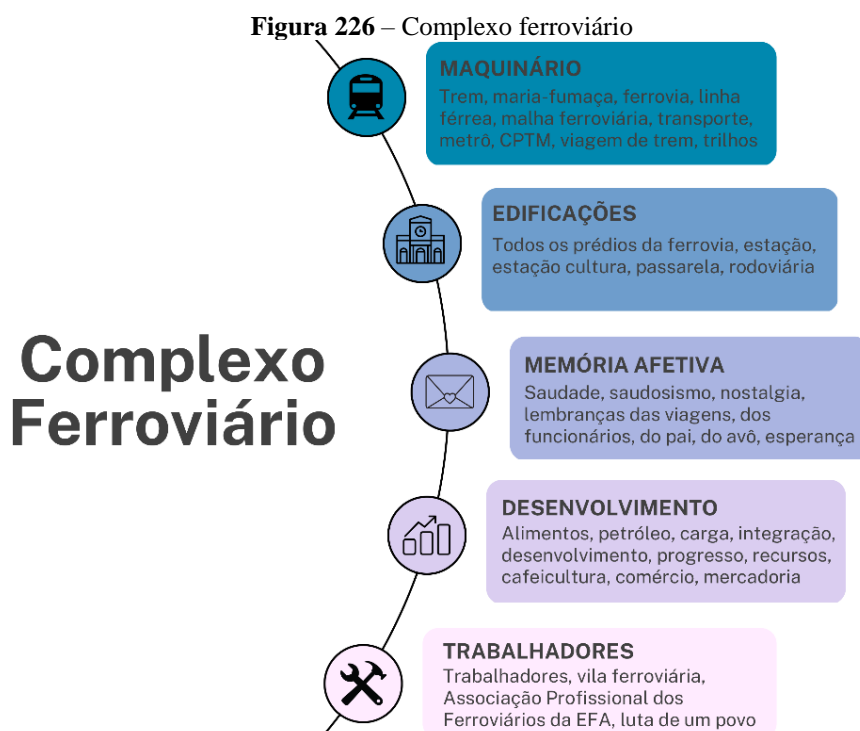 Figura 226 – Complexo ferroviário
MAQUINÁRIO
Trem, maria-fumaça, ferrovia, linha
férrea, malha ferroviária, transporte,
metrô, CPTM, viagem de trem, trilhos
EDIFICAÇÕES
Todos os prédios da ferrovia, estação,
estação cultura, passarela, rodoviária
Complexo
Ferroviário
MEMÓRIA AFETIVA
Saudade, saudosismo, nostalgia,
lembranças das viagens, dos
funcionários, do pai, do avô, esperança
DESENVOLVIMENTO
Alimentos, petróleo, carga, integração,
desenvolvimento, progresso, recursos,
cafeicultura, comércio, mercadoria
TRABALHADORES
Trabalhadores, vila ferroviária,
Associação Profissional dos
Ferroviários da EFA, luta de um povo